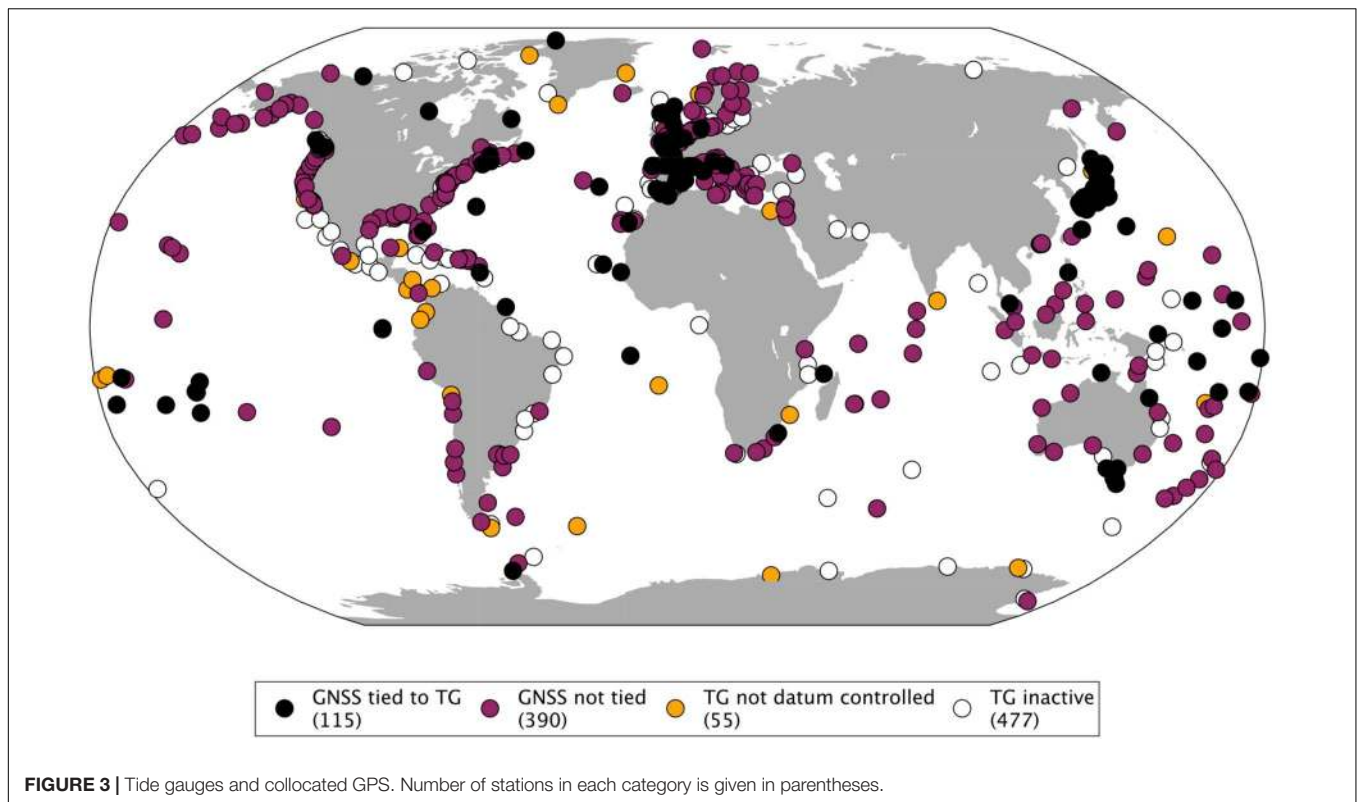 GNSS tied to TG
(115)
GNSS not tied
(390)
TG not datum controlled
(55)
TG inactive
(477)
FIGURE 3 | Tide gauges and collocated GPS. Number of stations in each category is given in parentheses.